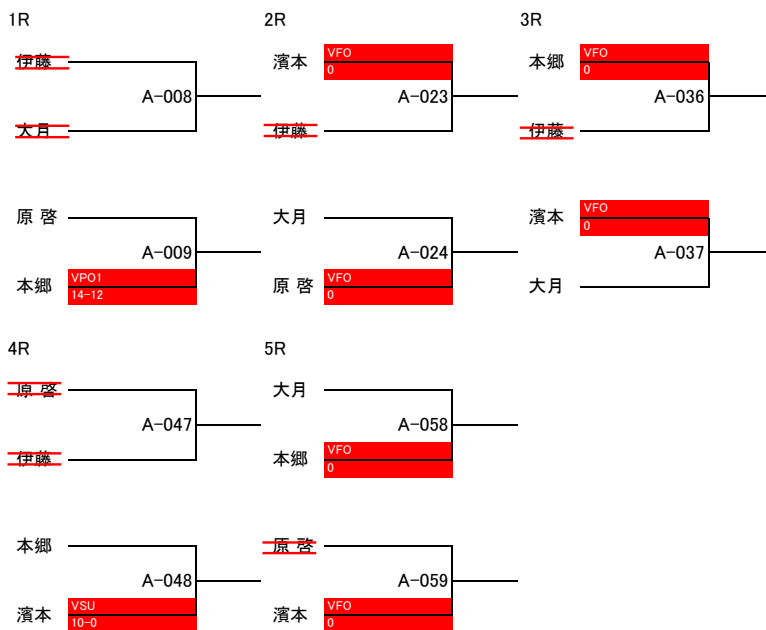 1R
伊藤
A-008
大月
原 啓
A-009
本郷
VPO1
14-12
2R
濱本
VFO
0
A-023
伊藤
大月
A-024
原 啓
VFO
0
3R
本郷
VFO
0
A-036
伊藤
濱本
VFO
0
A-037
大月
4R
原 啓
A-047
伊藤
本郷
A-048
濱本
VSU
10-0
5R
大月
A-058
本郷
VFO
0
原 啓
A-059
濱本
VFO
0